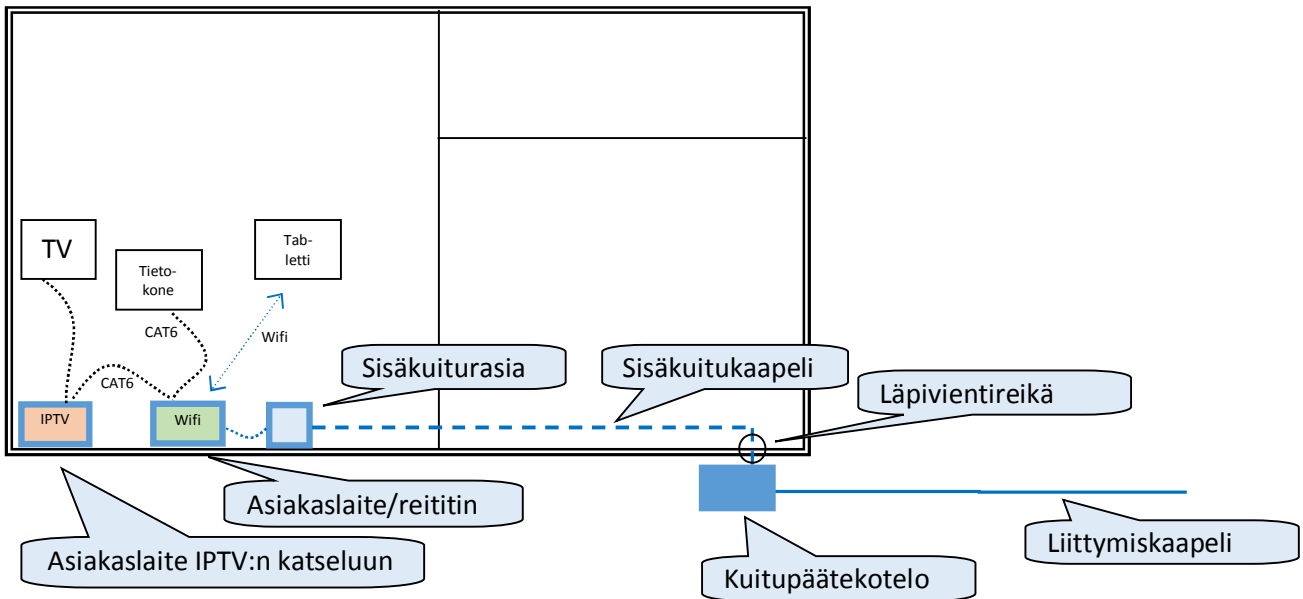 TV
Tab-
letti
Tieto-
kone
CAT6
Wifi
Sisäkuiturasia
Sisäkuitukaapeli
CAT6
Läpivientireikä
IPTV
Wifi
Asiakaslaite/reititin
Asiakaslaite IPTV:n katseluun
Liittymiskaapeli
Kuitupäätekotelo